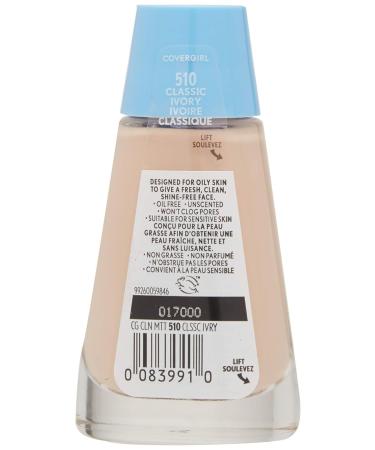 COVERGIRL
510
CLASSIC
IVORY
IVOIRE
CLASSIQUE
LIFT
SOULEVEZ
DESIGNED FOR OILY SKIN
TO GIVE A FRESH, CLEAN,
SHINE-FREE FACE.
• OIL FREE • UNSCENTED
• WON'T CLOG PORES
• SUITABLE FOR SENSITIVE SKIN
CONÇU POUR LA PEAU
GRASSE AFIN D'OBTENIR UNE
PEAU FRAÎCHE, NETTE ET
SANS LUISANCE.
• NON GRASSE • NON PARFUMÉ
• N'OBSTRUE PAS LES PORES
• CONVIENT À LA PEAU SENSIBLE
99260059846
017000
CG CLN MTT 510 CLSSC IVRY
LIFT
SOULEVEZ
0 083991 0